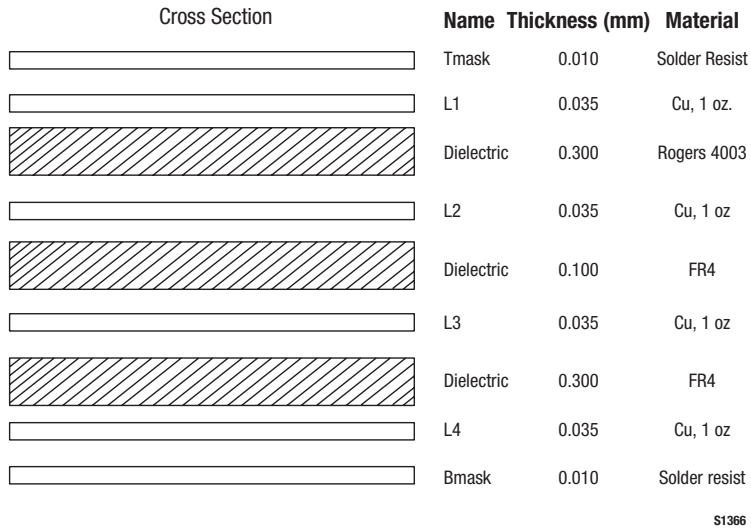 Cross Section Name Thickness (mm) Material
Tmask 0.010 Solder Resist
L1 0.035 Cu, 1 oz.
Dielectric 0.300 Rogers 4003
L2 0.035 Cu, 1 oz
Dielectric 0.100 FR4
L3 0.035 Cu, 1 oz
Dielectric 0.300 FR4
L4 0.035 Cu, 1 oz
Bmask 0.010 Solder resist
S1366